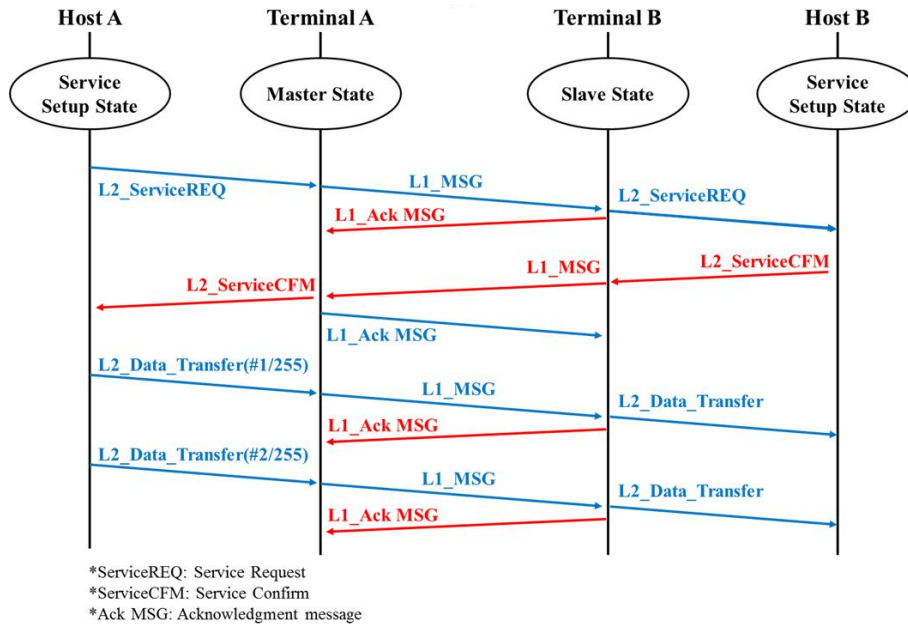 Host A
Terminal A
Terminal B
Host B
Service
Setup State
Master State
Slave State
Service
Setup State
L2_ServiceREQ
L1_MSG
L2_ServiceREQ
L1_Ack MSG
L2_ServiceCFM
L1_MSG
L2_ServiceCFM
L1_Ack MSG
L2_Data_Transfer(#1/255)
L1_MSG
L2_Data_Transfer
L1_Ack MSG
L2_Data_Transfer(#2/255)
L1_MSG
L2_Data_Transfer
L1_Ack MSG
*ServiceREQ: Service Request
*ServiceCFM: Service Confirm
*Ack MSG: Acknowledgment message